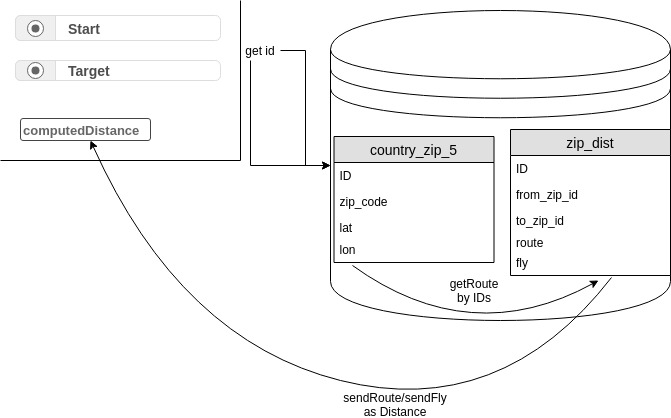 Start
Target
computedDistance
get id
country_zip_5
ID
zip_code
lat
lon
zip_dist
ID
from_zip_id
to_zip_id
route
fly
getRoute
by IDs
sendRoute/sendFly
as Distance